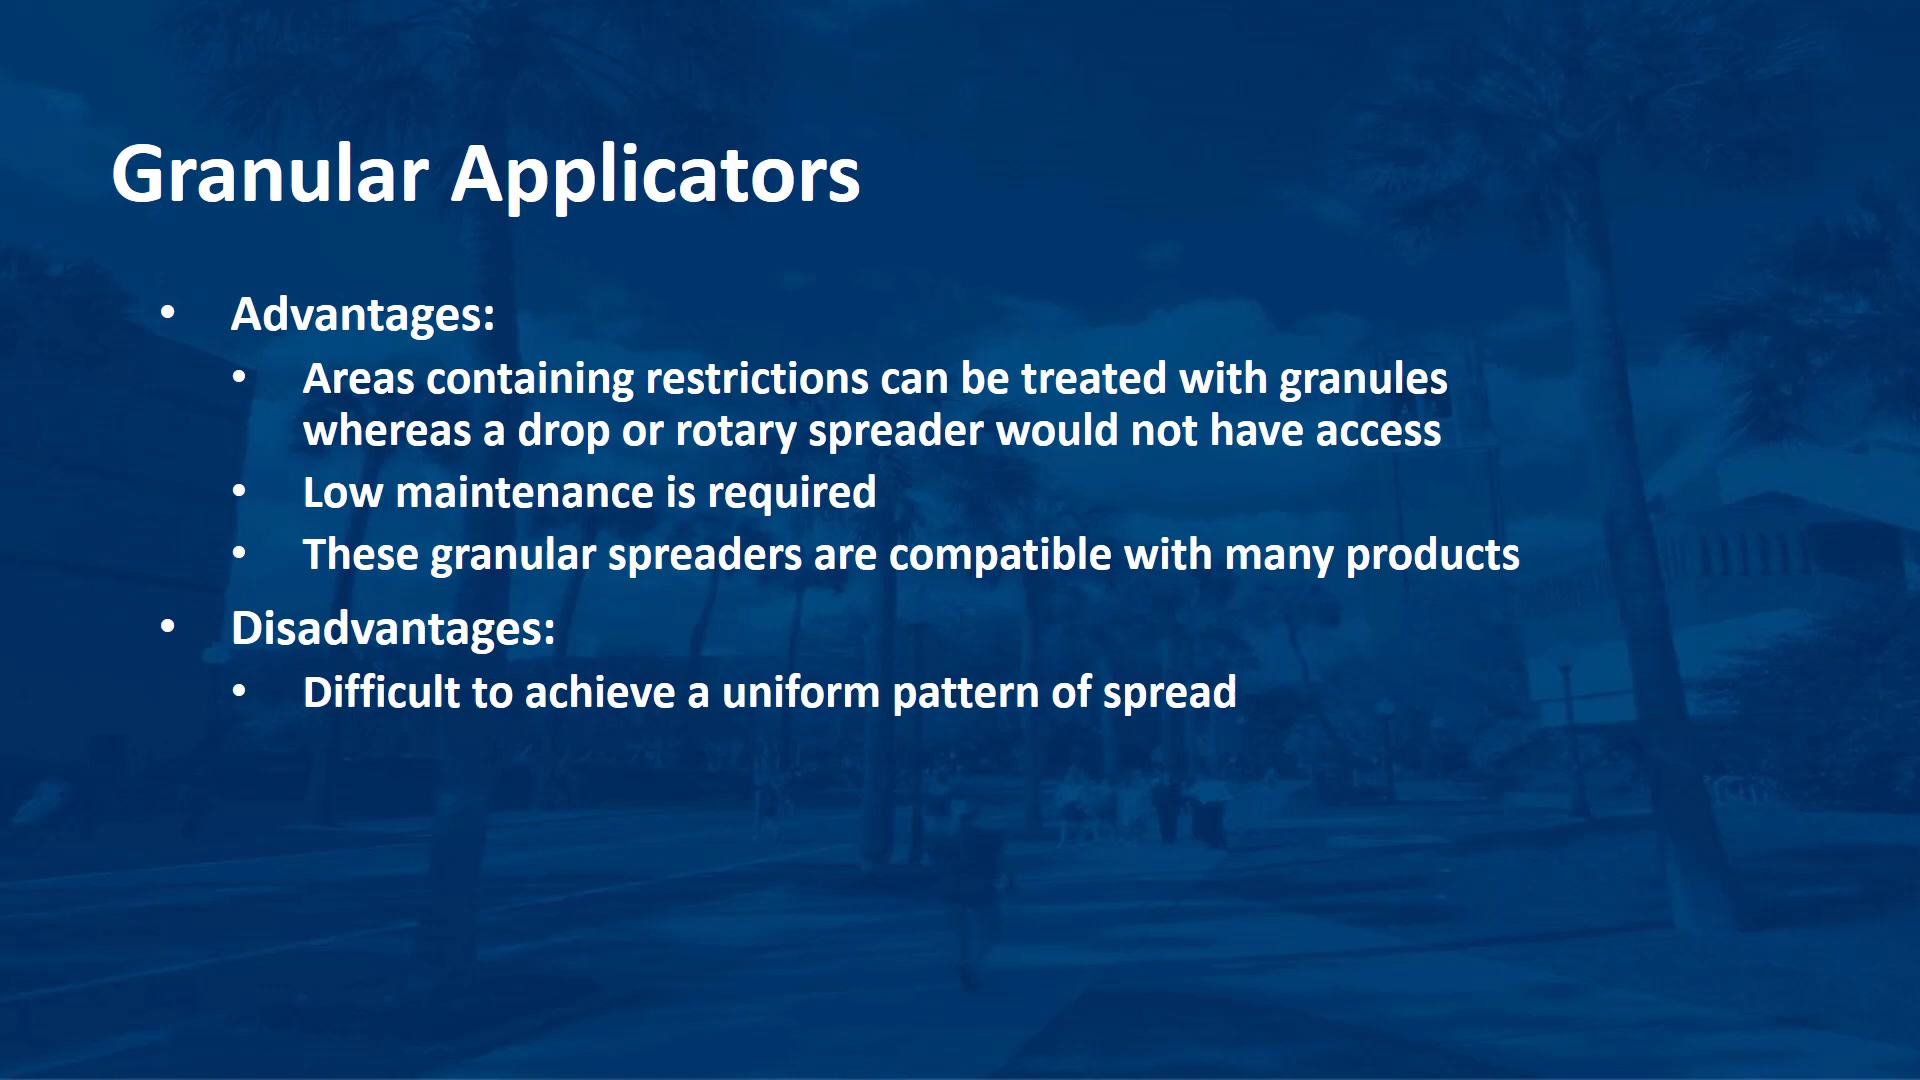 Granular Applicators
• Advantages:
• Areas containing restrictions can be treated with granules
whereas a drop or rotary spreader would not have access
• Low maintenance is required
• These granular spreaders are compatible with many products
• Disadvantages:
• Difficult to achieve a uniform pattern of spread